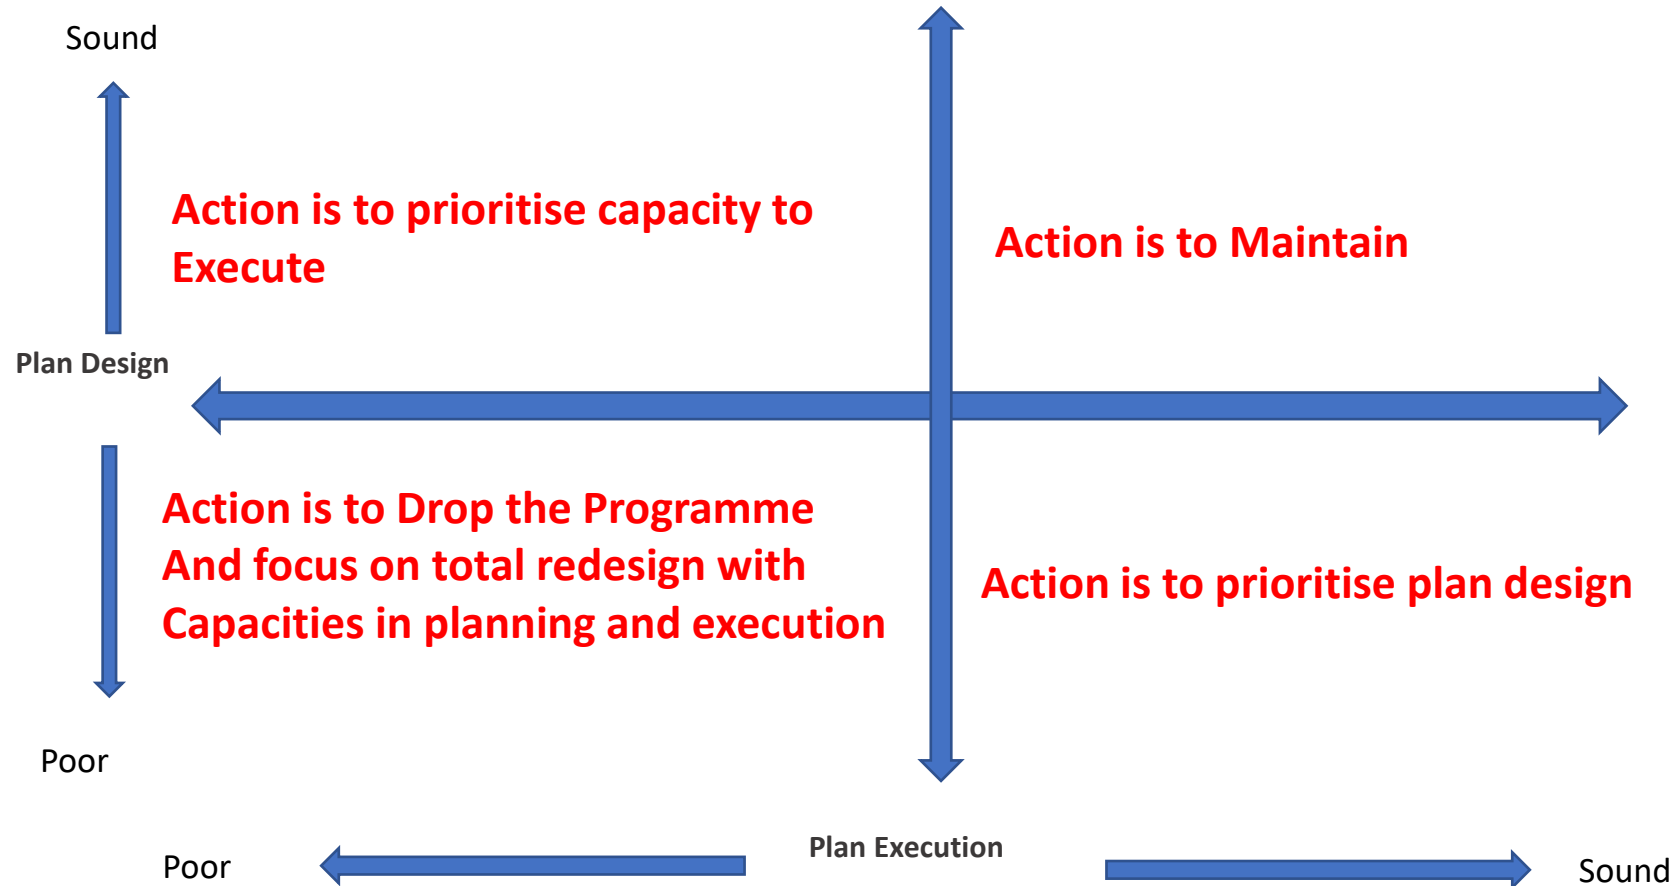 Sound
Action is to prioritise capacity to
Execute
Action is to Maintain
Plan Design
Action is to Drop the Programme
And focus on total redesign with
Capacities in planning and execution
Action is to prioritise plan design
Poor
Plan Execution
Poor
Sound